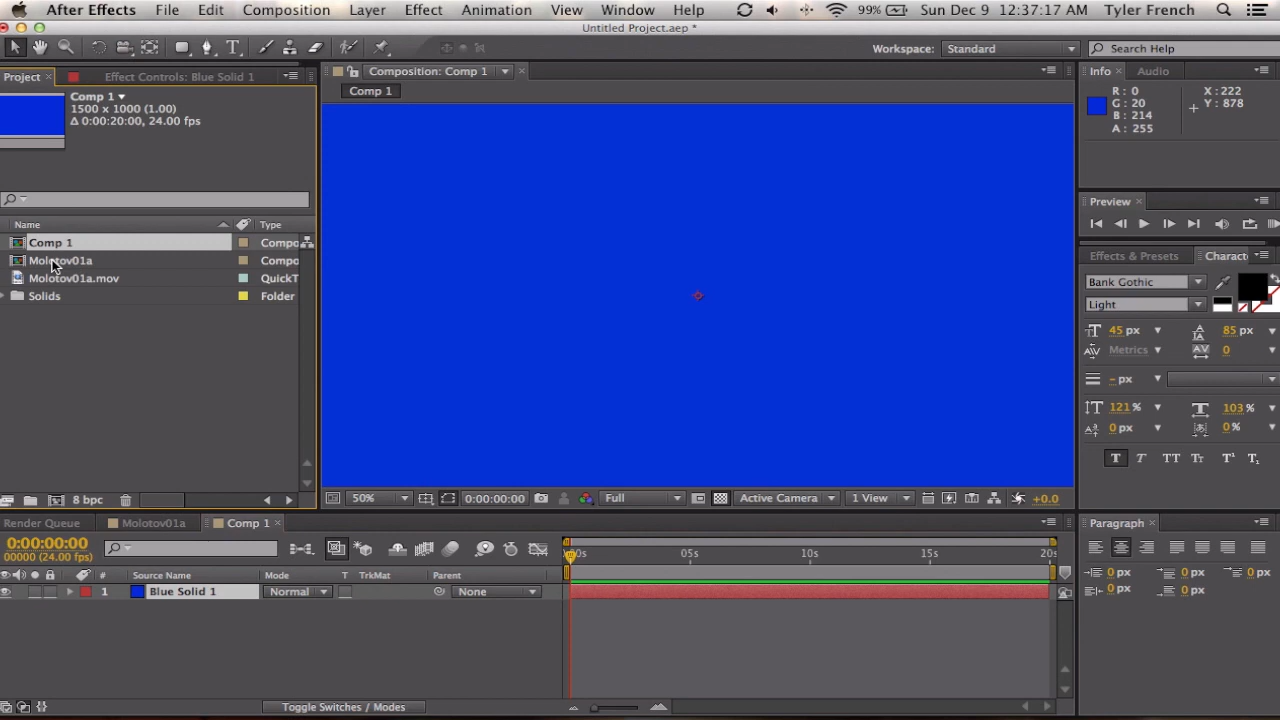 After Effects File Edit Composition Layer Effect Animation View Window Help 99% Sun Dec 9 12:37:17 AM Tyler French
Untitled Project.aep *
Workspace: Standard Search Help
Project Effect Controls: Blue Solid 1 Composition: Comp 1 Info Audio
Comp 1
1500 x 1000 (1.00)
Δ 0:00:20:00, 24.00 fps
Comp 1
R : 0
G : 20
B : 214
A : 255
X : 222
Y : 878
Preview
Name Type
Comp 1 Compo
Molotov01a Compo
Molotov01a.mov QuickT
Solids Folder
Effects & Presets Charact
Bank Gothic
Light
45 px 85 px
Metrics 0
- px
121 % 103 %
0 px 0 %
T T TT Tr T¹ T₁
8 bpc
50% 0:00:00:00 Full Active Camera 1 View +0.0
Render Queue Molotov01a Comp 1 Paragraph
0:00:00:00
00000 (24.00 fps)
05s 10s 15s 20s
# Source Name Mode T TrkMat Parent
1 Blue Solid 1 Normal None
0 px 0 px 0 px
0 px 0 px
Toggle Switches / Modes